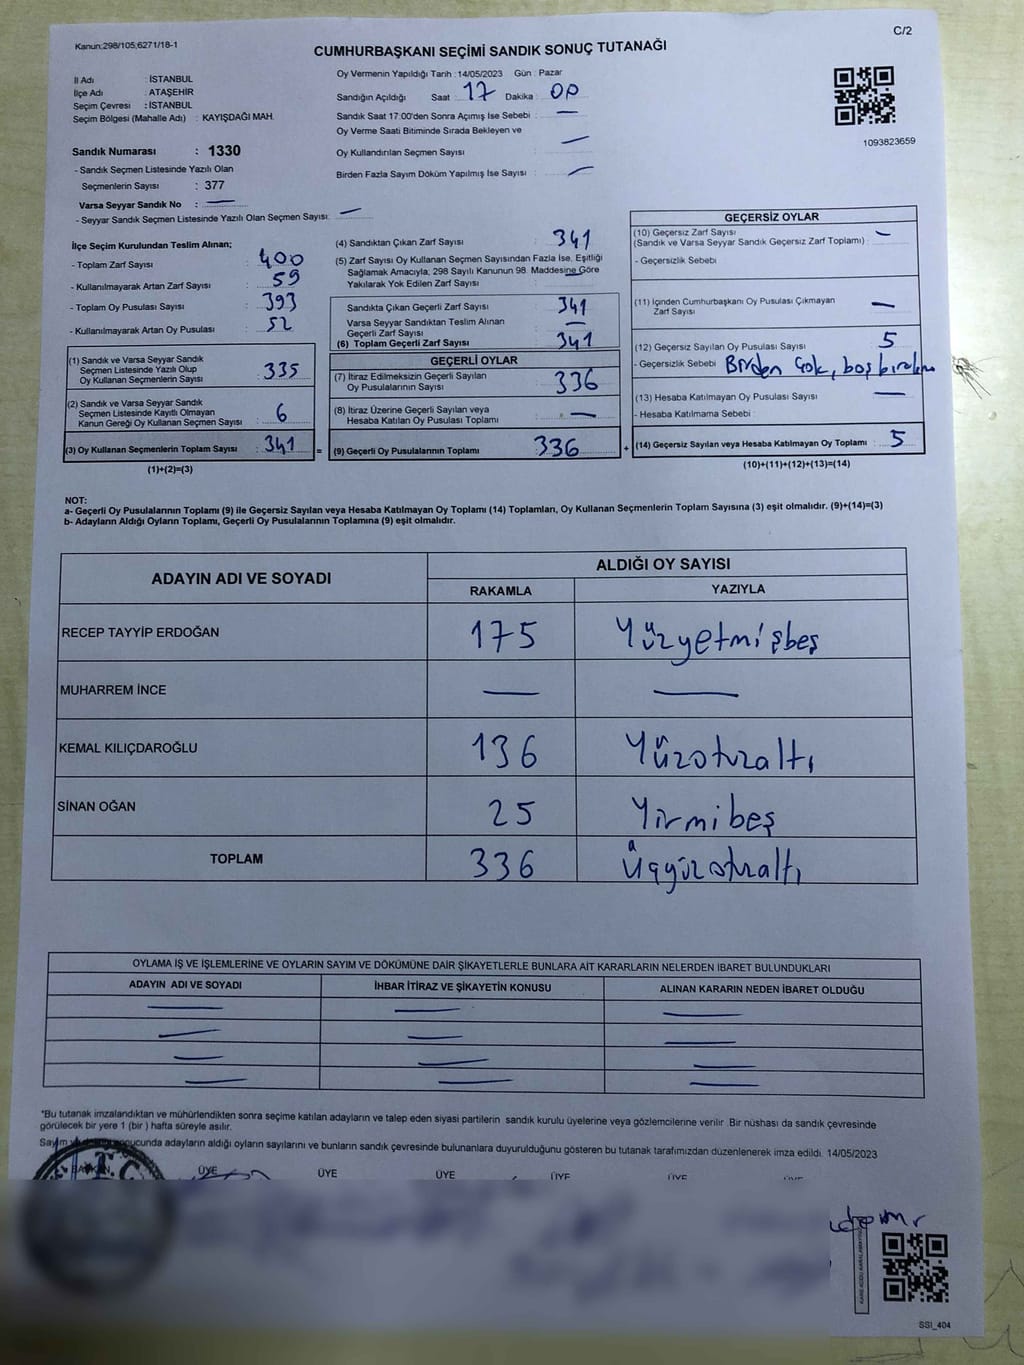 Kanun;298/105;6271/18-1
C/2
CUMHURBAŞKANI SEÇİMİ SANDIK SONUÇ TUTANAĞI
İl Adı : İSTANBUL
İlçe Adı : ATAŞEHİR
Seçim Çevresi : İSTANBUL
Seçim Bölgesi (Mahalle Adı) : KAYIŞDAĞI MAH.
Sandık Numarası : 1330
- Sandık Seçmen Listesinde Yazılı Olan
Seçmenlerin Sayısı : 377
Varsa Seyyar Sandık No : —
- Seyyar Sandık Seçmen Listesinde Yazılı Olan Seçmen Sayısı: —
Oy Vermenin Yapıldığı Tarih : 14/05/2023 Gün : Pazar
Sandığın Açıldığı Saat : 17 Dakika : 00
Sandık Saat 17:00'den Sonra Açımış İse Sebebi : —
Oy Verme Saati Bitiminde Sırada Bekleyen ve
Oy Kullandırılan Seçmen Sayısı : —
Birden Fazla Sayım Döküm Yapılmış İse Sayısı : —
1093823659
İlçe Seçim Kurulundan Teslim Alınan;
- Toplam Zarf Sayısı : 400
- Kullanılmayarak Artan Zarf Sayısı : 59
- Toplam Oy Pusulası Sayısı : 393
- Kullanılmayarak Artan Oy Pusulası : 52
(1) Sandık ve Varsa Seyyar Sandık
Seçmen Listesinde Yazılı Olup
Oy Kullanan Seçmenlerin Sayısı : 335
(2) Sandık ve Varsa Seyyar Sandık
Seçmen Listesinde Kayıtlı Olmayan
Kanun Gereği Oy Kullanan Seçmen Sayısı : 6
(3) Oy Kullanan Seçmenlerin Toplam Sayısı : 341 =
(1)+(2)=(3)
(4) Sandıktan Çıkan Zarf Sayısı : 341
(5) Zarf Sayısı Oy Kullanan Seçmen Sayısından Fazla İse, Eşitliği
Sağlamak Amacıyla, 298 Sayılı Kanunun 98. Maddesine Göre
Yakılarak Yok Edilen Zarf Sayısı : —
Sandıkta Çıkan Geçerli Zarf Sayısı : 341
Varsa Seyyar Sandıktan Teslim Alınan
Geçerli Zarf Sayısı : —
(6) Toplam Geçerli Zarf Sayısı : 341
GEÇERLİ OYLAR
(7) İtiraz Edilmeksizin Geçerli Sayılan
Oy Pusulalarının Sayısı : 336
(8) İtiraz Üzerine Geçerli Sayılan veya
Hesaba Katılan Oy Pusulası Toplamı : —
(9) Geçerli Oy Pusulalarının Toplamı : 336 +
GEÇERSİZ OYLAR
(10) Geçersiz Zarf Sayısı : —
(Sandık ve Varsa Seyyar Sandık Geçersiz Zarf Toplamı)
- Geçersizlik Sebebi :
(11) İçinden Cumhurbaşkanı Oy Pusulası Çıkmayan
Zarf Sayısı : —
(12) Geçersiz Sayılan Oy Pusulası Sayısı : 5
- Geçersizlik Sebebi : Birden Çok, boş bırakma
(13) Hesaba Katılmayan Oy Pusulası Sayısı : —
- Hesaba Katılmama Sebebi :
(14) Geçersiz Sayılan veya Hesaba Katılmayan Oy Toplamı : 5
(10)+(11)+(12)+(13)=(14)
NOT:
a- Geçerli Oy Pusulalarının Toplamı (9) ile Geçersiz Sayılan veya Hesaba Katılmayan Oy Toplamı (14) Toplamları, Oy Kullanan Seçmenlerin Toplam Sayısına (3) eşit olmalıdır. (9)+(14)=(3)
b- Adayların Aldığı Oyların Toplamı, Geçerli Oy Pusulalarının Toplamına (9) eşit olmalıdır.
ADAYIN ADI VE SOYADI ALDIĞI OY SAYISI
RAKAMLA YAZIYLA
RECEP TAYYİP ERDOĞAN 175 Yüzyetmişbeş
MUHARREM İNCE — —
KEMAL KILIÇDAROĞLU 136 Yüzotuzaltı
SİNAN OĞAN 25 Yirmibeş
TOPLAM 336 Üçyüzotuzaltı
OYLAMA İŞ VE İŞLEMLERİNE VE OYLARIN SAYIM VE DÖKÜMÜNE DAİR ŞİKAYETLERLE BUNLARA AİT KARARLARIN NELERDEN İBARET BULUNDUKLARI
ADAYIN ADI VE SOYADI İHBAR İTİRAZ VE ŞİKAYETİN KONUSU ALINAN KARARIN NEDEN İBARET OLDUĞU
*Bu tutanak imzalandıktan ve mühürlendikten sonra seçime katılan adayların ve talep eden siyasi partilerin sandık kurulu üyelerine veya gözlemcilerine verilir. Bir nüshası da sandık çevresinde
görülecek bir yere 1 (bir ) hafta süreyle asılır.
adayların aldığı oyların sayılarını ve bunların sandık çevresinde bulunanlara duyurulduğunu gösteren bu tutanak tarafımızdan düzenlenerek imza edildi. 14/05/2023
BAŞKAN ÜYE ÜYE ÜYE ÜYE ÜYE
T.C.
SSI_404